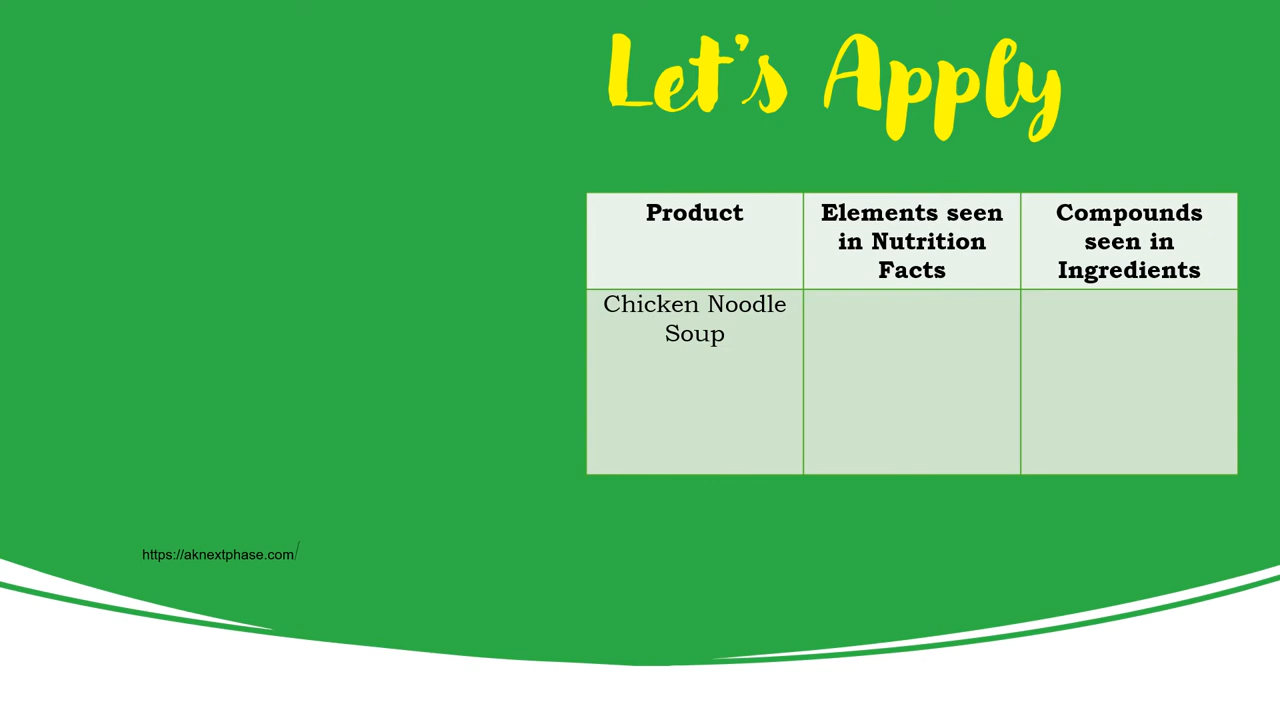 Let's Apply
Product
Elements seen
in Nutrition
Facts
Compounds
seen in
Ingredients
Chicken Noodle
Soup
https://aknextphase.com/